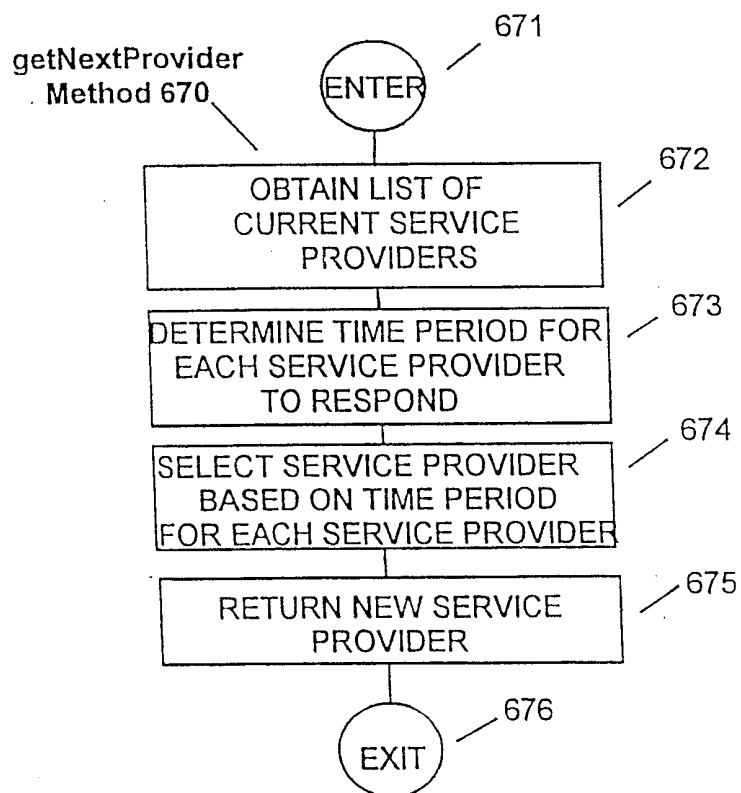 671
getNextProvider
Method 670
ENTER
672
OBTAIN LIST OF
CURRENT SERVICE
PROVIDERS
673
DETERMINE TIME PERIOD FOR
EACH SERVICE PROVIDER
TO RESPOND
674
SELECT SERVICE PROVIDER
BASED ON TIME PERIOD
FOR EACH SERVICE PROVIDER
675
RETURN NEW SERVICE
PROVIDER
676
EXIT